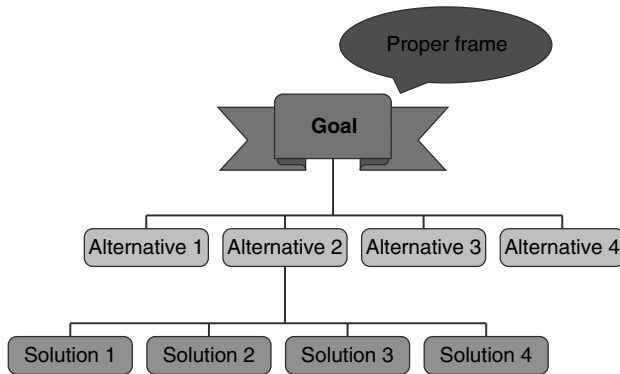 Proper frame
Goal
Alternative 1
Alternative 2
Alternative 3
Alternative 4
Solution 1
Solution 2
Solution 3
Solution 4